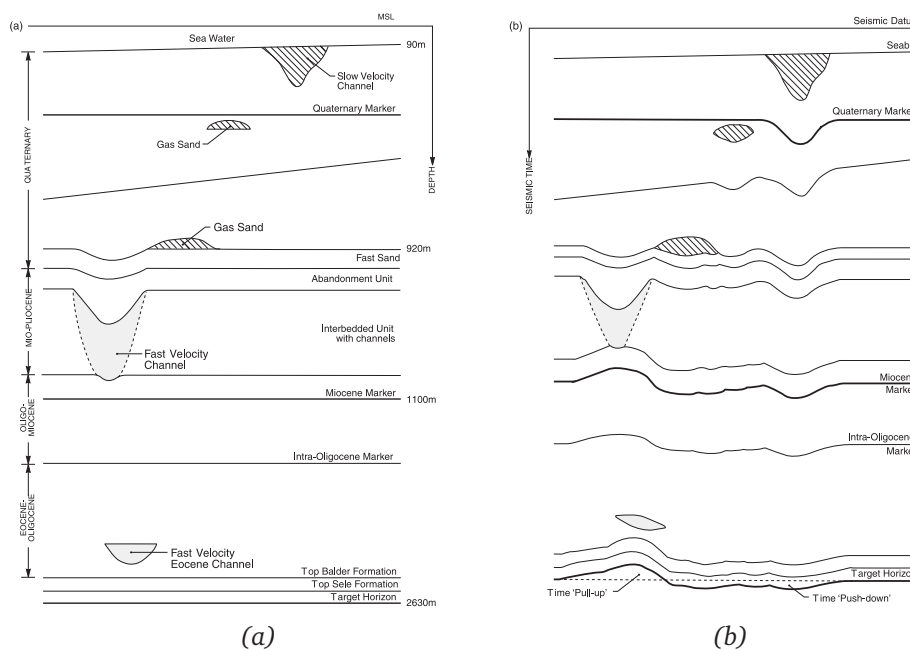 (a)
MSL
Sea Water
90m
Slow Velocity
Channel
Quaternary Marker
Gas Sand
QUATERNARY
DEPTH
Gas Sand
920m
Fast Sand
Abandonment Unit
MIO-PLIOCENE
Interbedded Unit
with channels
Fast Velocity
Channel
Miocene Marker
1100m
OLIGO-
MIOCENE
Intra-Oligocene Marker
EOCENE-
OLIGOCENE
Fast Velocity
Eocene Channel
Top Balder Formation
Top Sele Formation
Target Horizon
2630m
(a)
(b)
Seismic Datu
Seab
Quaternary Marke
SEISMIC TIME
Miocen
Marke
Intra-Oligocene
Marke
Target Horizo
Time 'Pull-up'
Time 'Push-down'
(b)